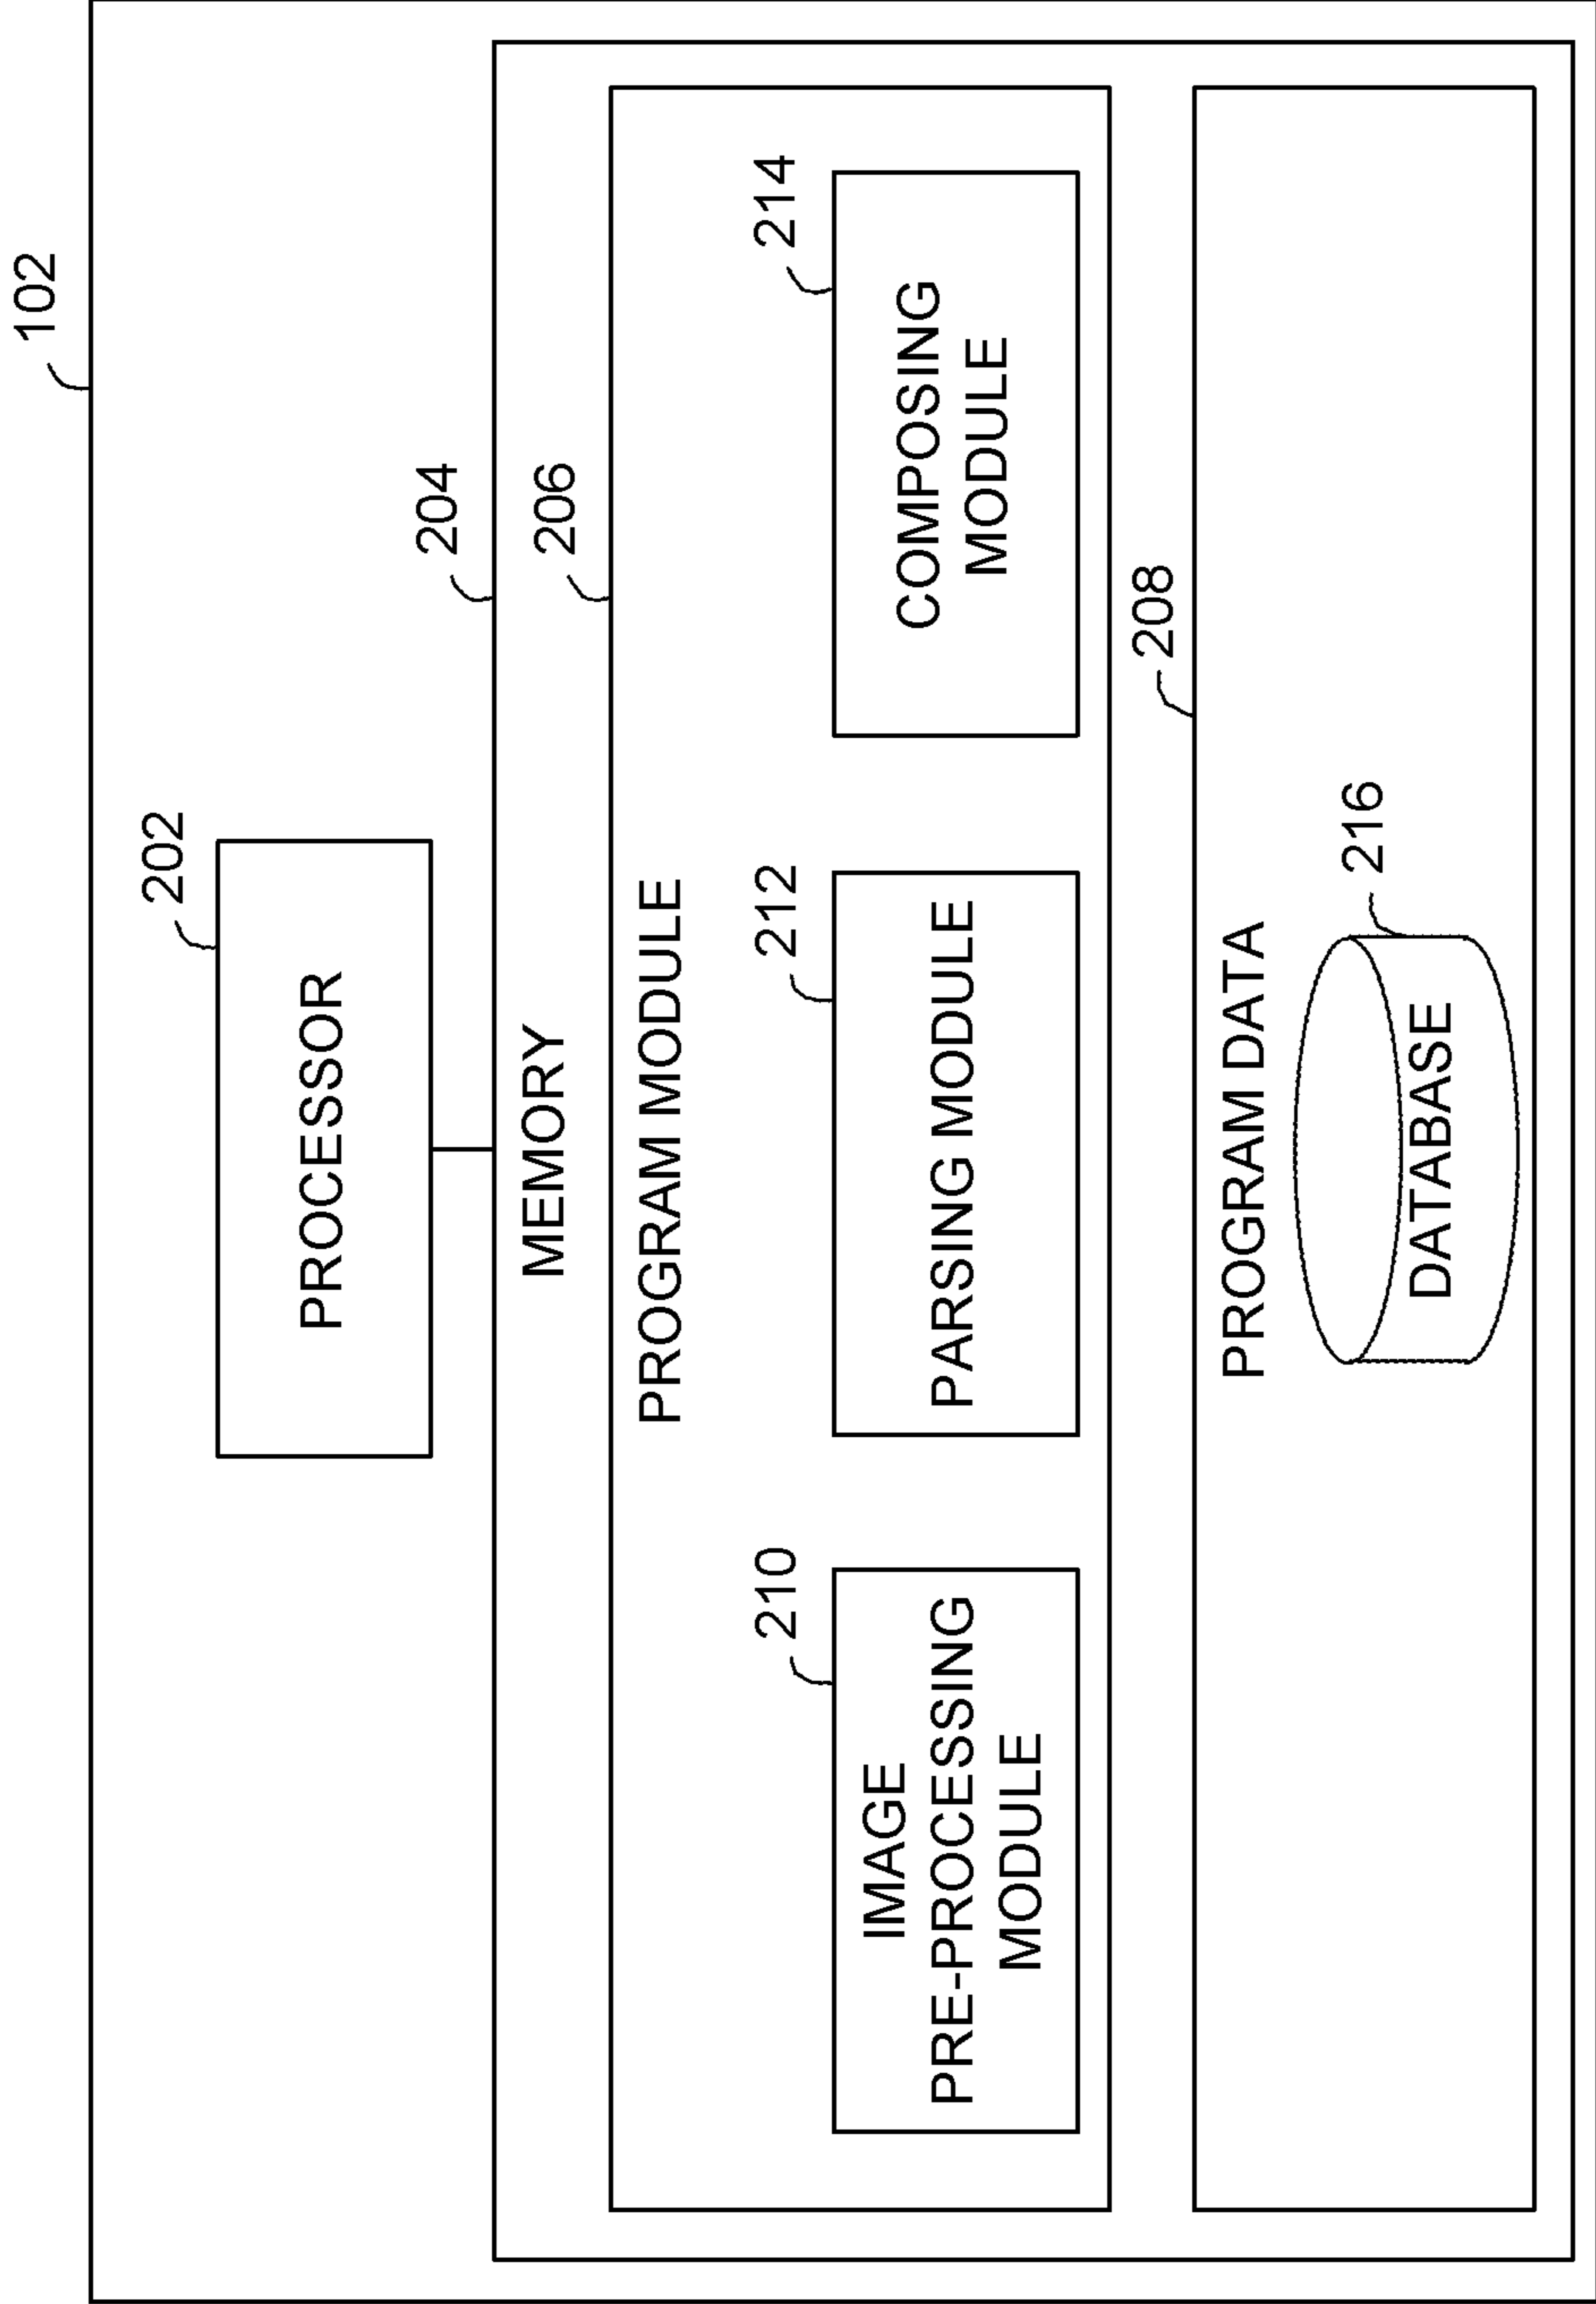 102
202
PROCESSOR
204
MEMORY
206
PROGRAM MODULE
210
212
214
IMAGE
PRE-PROCESSING
MODULE
PARSING MODULE
COMPOSING
MODULE
208
PROGRAM DATA
216
DATABASE